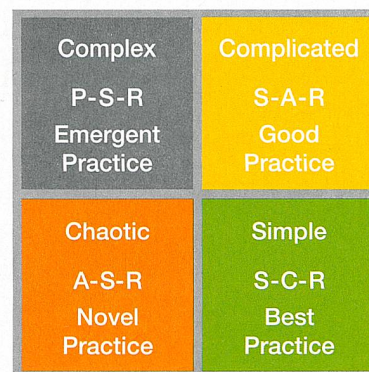 Complex
P-S-R
Emergent
Practice
Complicated
S-A-R
Good
Practice
Chaotic
A-S-R
Novel
Practice
Simple
S-C-R
Best
Practice